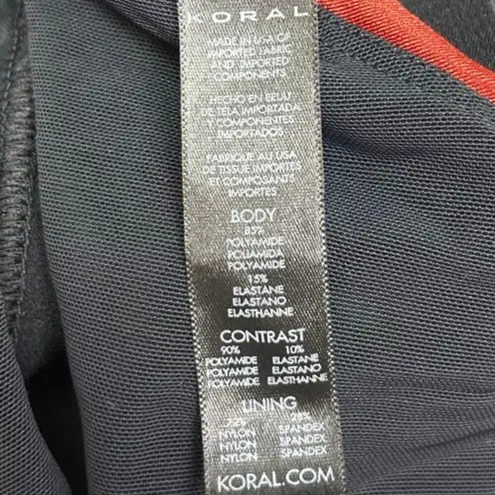 KORAL
MADE IN USA OF
IMPORTED FABRIC
AND IMPORTED
COMPONENTS
HECHO EN EEUU
DE TELA IMPORTADA
Y COMPONENTES
IMPORTADOS
FABRIQUE AU USA
DE TISSUE IMPORTES
ET COMPOSANTS
IMPORTES
BODY
85%
POLYAMIDE
POLIAMIDA
POLYAMIDE
15%
ELASTANE
ELASTANO
ELASTHANNE
CONTRAST
90% 10%
POLYAMIDE ELASTANE
POLYAMIDE ELASTANO
POLYAMIDE ELASTHANNE
LINING
72% 28%
NYLON SPANDEX
NYLON SPANDEX
NYLON SPANDEX
KORAL.COM